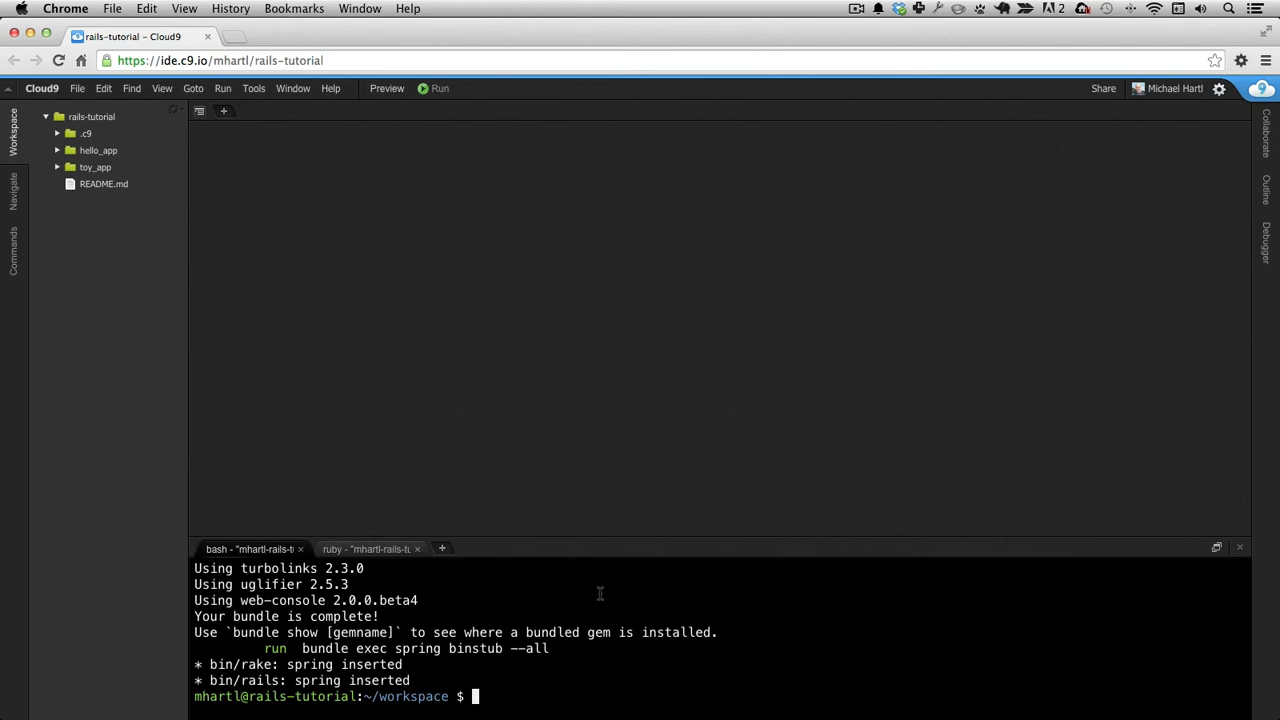 Chrome File Edit View History Bookmarks Window Help
2
rails-tutorial – Cloud9
https://ide.c9.io/mhartl/rails-tutorial
Cloud9 File Edit Find View Goto Run Tools Window Help Preview Run Share Michael Hartl
Workspace
Navigate
Commands
rails-tutorial
.c9
hello_app
toy_app
README.md
Collaborate
Outline
Debugger
bash - "mhartl-rails-t ruby - "mhartl-rails-tu
Using turbolinks 2.3.0
Using uglifier 2.5.3
Using web-console 2.0.0.beta4
Your bundle is complete!
Use `bundle show [gemname]` to see where a bundled gem is installed.
run bundle exec spring binstub --all
* bin/rake: spring inserted
* bin/rails: spring inserted
mhartl@rails-tutorial:~/workspace $